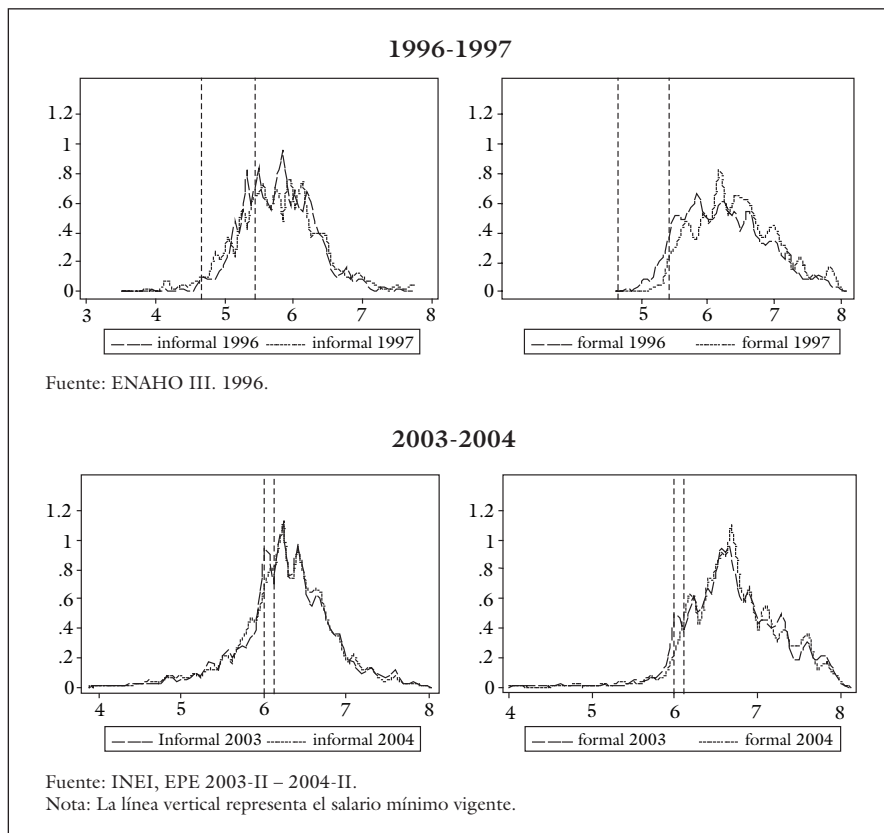 1996-1997
1.2
1
.8
.6
.4
.2
0
3 4 5 6 7 8
informal 1996 informal 1997
1.2
1
.8
.6
.4
.2
0
5 6 7 8
formal 1996 formal 1997
Fuente: ENAHO III. 1996.
2003-2004
1.2
1
.8
.6
.4
.2
0
5 6 7 8
Informal 2003 informal 2004
1.2
1
.8
.6
.4
.2
0
4 5 6 7 8
formal 2003 formal 2004
Fuente: INEI, EPE 2003-II – 2004-II.
Nota: La línea vertical representa el salario mínimo vigente.